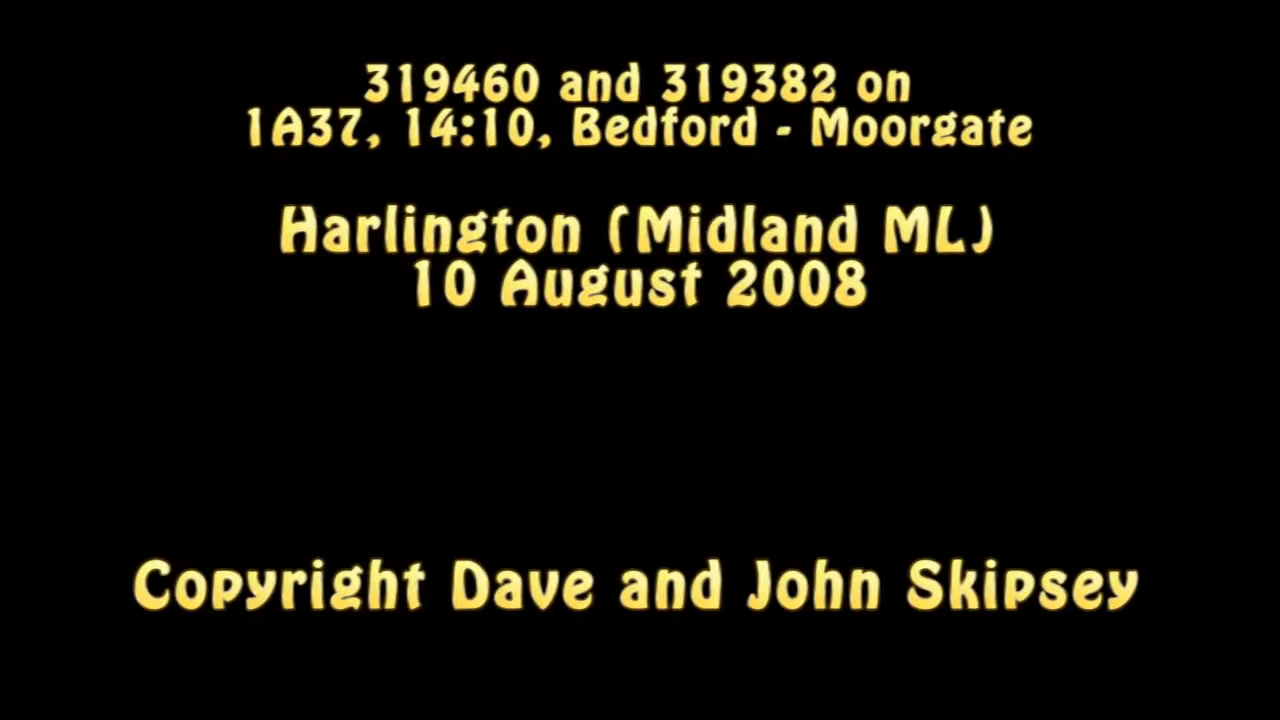 319460 and 319382 on
1A37, 14:10, Bedford - Moorgate
Harlington (Midland ML)
10 August 2008
Copyright Dave and John Skipsey